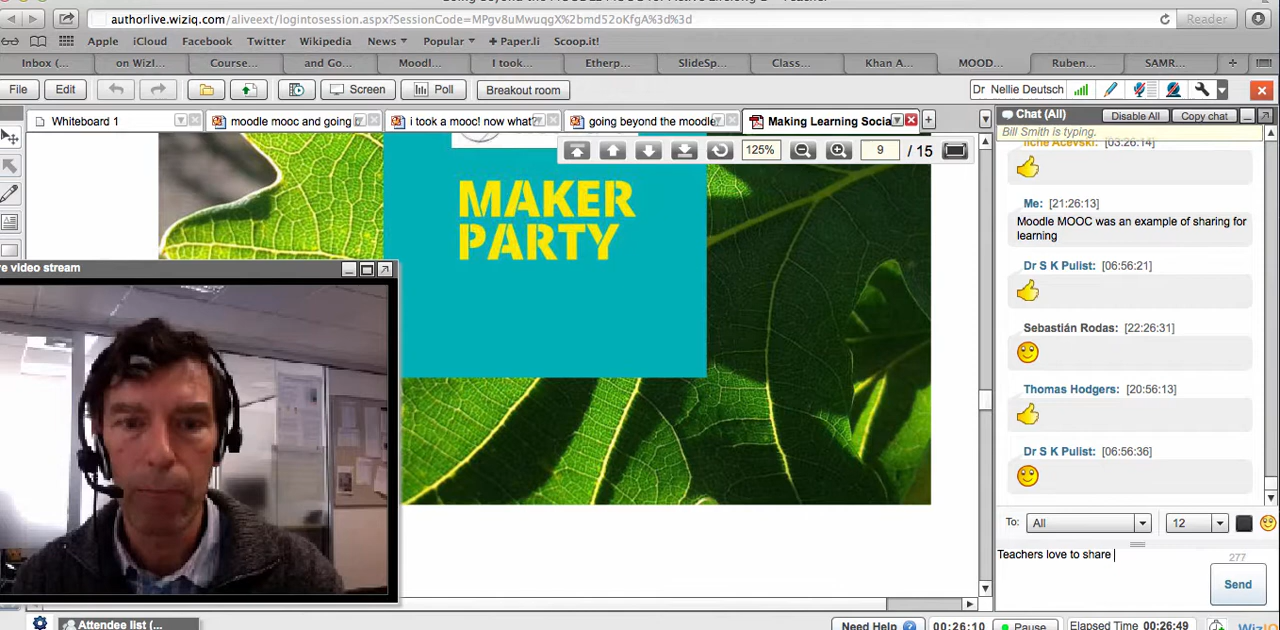 authorlive.wiziq.com/aliveext/logintosession.aspx?SessionCode=MPgv8uMwuqgX%2bmd52oKfgA%3d%3d
Reader
Apple iCloud Facebook Twitter Wikipedia News Popular + Paper.li Scoop.it!
Inbox (... on WizI... Course... and Go... Moodl... I took... Etherp... SlideSp... Class... Khan A... MOOD... Ruben... SAMR...
File Edit Screen Poll Breakout room Dr Nellie Deutsch
Whiteboard 1 moodle mooc and going i took a mooc! now what? going beyond the moodle Making Learning Socia
125% 9 / 15
MAKER
PARTY
ve video stream
Chat (All) Disable All Copy chat
Bill Smith is typing.
Ilche Acevski: [03:26:14]
Me: [21:26:13]
Moodle MOOC was an example of sharing for
learning
Dr S K Pulist: [06:56:21]
Sebastián Rodas: [22:26:31]
Thomas Hodgers: [20:56:13]
Dr S K Pulist: [06:56:36]
To: All 12
Teachers love to share
277
Send
Attendee list (...
Need Help ? 00:26:10 Pause Elapsed Time 00:26:49 WizIQ